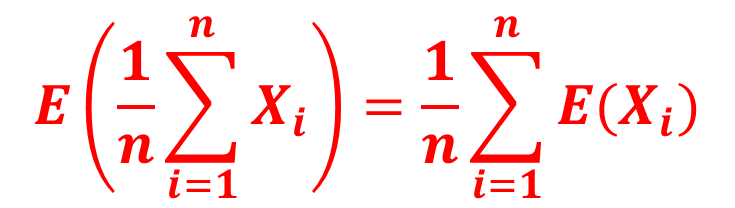 E(1/n ∑_{i=1}^{n} X_i) = 1/n ∑_{i=1}^{n} E(X_i)